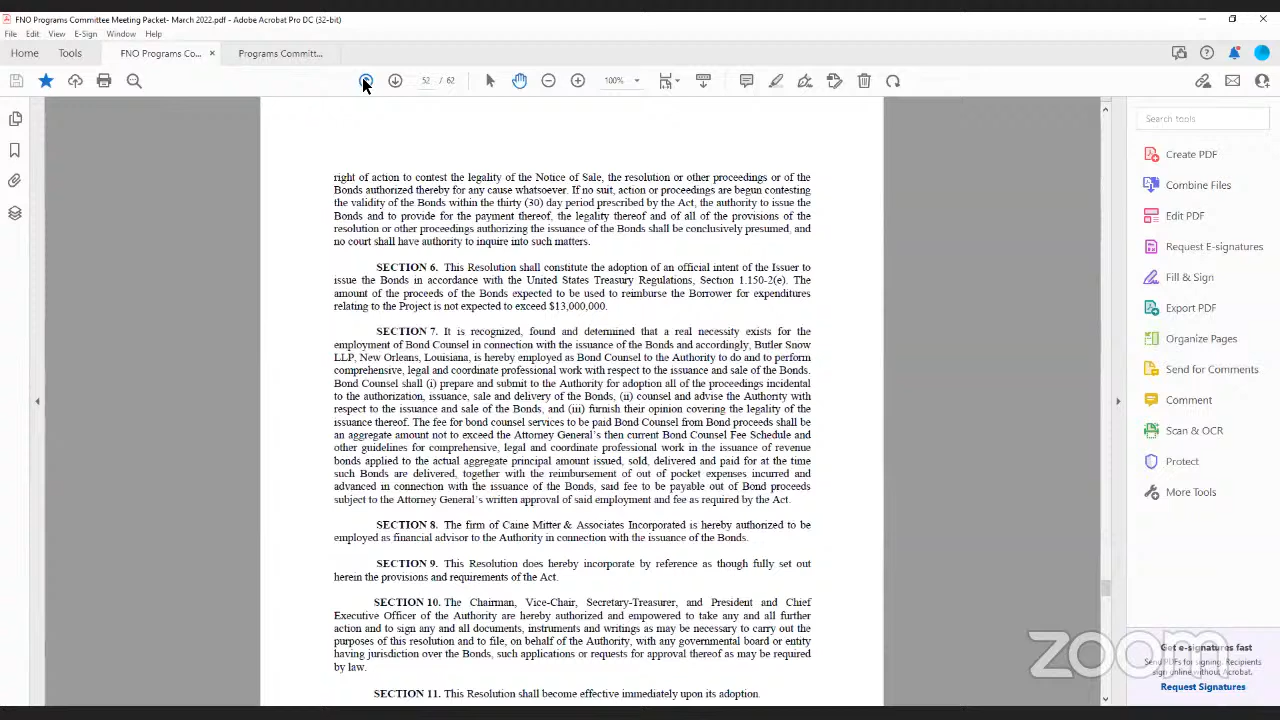 FNO Programs Committee Meeting Packet- March 2022.pdf - Adobe Acrobat Pro DC (32-bit)
File Edit View E-Sign Window Help
Home Tools FNO Programs Co... × Programs Committ...
52 / 62 100%
right of action to contest the legality of the Notice of Sale, the resolution or other proceedings or of the
Bonds authorized thereby for any cause whatsoever. If no suit, action or proceedings are begun contesting
the validity of the Bonds within the thirty (30) day period prescribed by the Act, the authority to issue the
Bonds and to provide for the payment thereof, the legality thereof and of all of the provisions of the
resolution or other proceedings authorizing the issuance of the Bonds shall be conclusively presumed, and
no court shall have authority to inquire into such matters.
SECTION 6. This Resolution shall constitute the adoption of an official intent of the Issuer to
issue the Bonds in accordance with the United States Treasury Regulations, Section 1.150-2(e). The
amount of the proceeds of the Bonds expected to be used to reimburse the Borrower for expenditures
relating to the Project is not expected to exceed $13,000,000.
SECTION 7. It is recognized, found and determined that a real necessity exists for the
employment of Bond Counsel in connection with the issuance of the Bonds and accordingly, Butler Snow
LLP, New Orleans, Louisiana, is hereby employed as Bond Counsel to the Authority to do and to perform
comprehensive, legal and coordinate professional work with respect to the issuance and sale of the Bonds.
Bond Counsel shall (i) prepare and submit to the Authority for adoption all of the proceedings incidental
to the authorization, issuance, sale and delivery of the Bonds, (ii) counsel and advise the Authority with
respect to the issuance and sale of the Bonds, and (iii) furnish their opinion covering the legality of the
issuance thereof. The fee for bond counsel services to be paid Bond Counsel from Bond proceeds shall be
an aggregate amount not to exceed the Attorney General's then current Bond Counsel Fee Schedule and
other guidelines for comprehensive, legal and coordinate professional work in the issuance of revenue
bonds applied to the actual aggregate principal amount issued, sold, delivered and paid for at the time
such Bonds are delivered, together with the reimbursement of out of pocket expenses incurred and
advanced in connection with the issuance of the Bonds, said fee to be payable out of Bond proceeds
subject to the Attorney General's written approval of said employment and fee as required by the Act.
SECTION 8. The firm of Caine Mitter & Associates Incorporated is hereby authorized to be
employed as financial advisor to the Authority in connection with the issuance of the Bonds.
SECTION 9. This Resolution does hereby incorporate by reference as though fully set out
herein the provisions and requirements of the Act.
SECTION 10. The Chairman, Vice-Chair, Secretary-Treasurer, and President and Chief
Executive Officer of the Authority are hereby authorized and empowered to take any and all further
action and to sign any and all documents, instruments and writings as may be necessary to carry out the
purposes of this resolution and to file, on behalf of the Authority, with any governmental board or entity
having jurisdiction over the Bonds, such applications or requests for approval thereof as may be required
by law.
SECTION 11. This Resolution shall become effective immediately upon its adoption.
Search tools
Create PDF
Combine Files
Edit PDF
Request E-signatures
Fill & Sign
Export PDF
Organize Pages
Send for Comments
Comment
Scan & OCR
Protect
More Tools
Get e-signatures fast
Send PDFs for signing. Recipients
sign online without Acrobat.
Request Signatures
zoom